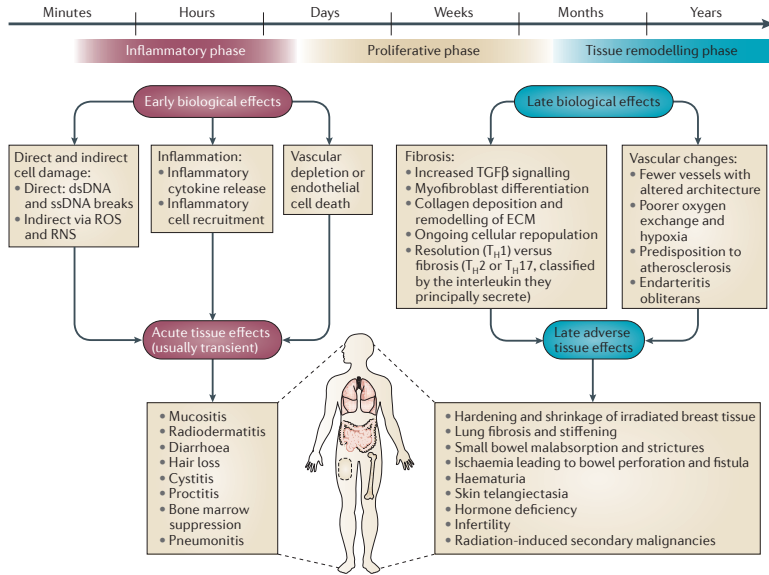 Minutes
Hours
Days
Weeks
Months
Years
Inflammatory phase
Proliferative phase
Tissue remodelling phase
Early biological effects
Late biological effects
Direct and indirect
cell damage:
• Direct: dsDNA
and ssDNA breaks
• Indirect via ROS
and RNS
Inflammation:
• Inflammatory
cytokine release
• Inflammatory
cell recruitment
Vascular
depletion or
endothelial
cell death
Fibrosis:
• Increased TGFβ signalling
• Myofibroblast differentiation
• Collagen deposition and
remodelling of ECM
• Ongoing cellular repopulation
• Resolution (TH1) versus
fibrosis (TH2 or TH17, classified
by the interleukin they
principally secrete)
Vascular changes:
• Fewer vessels with
altered architecture
• Poorer oxygen
exchange and
hypoxia
• Predisposition to
atherosclerosis
• Endarteritis
obliterans
Acute tissue effects
(usually transient)
Late adverse
tissue effects
• Mucositis
• Radiodermatitis
• Diarrhoea
• Hair loss
• Cystitis
• Proctitis
• Bone marrow
suppression
• Pneumonitis
• Hardening and shrinkage of irradiated breast tissue
• Lung fibrosis and stiffening
• Small bowel malabsorption and strictures
• Ischaemia leading to bowel perforation and fistula
• Haematuria
• Skin telangiectasia
• Hormone deficiency
• Infertility
• Radiation-induced secondary malignancies